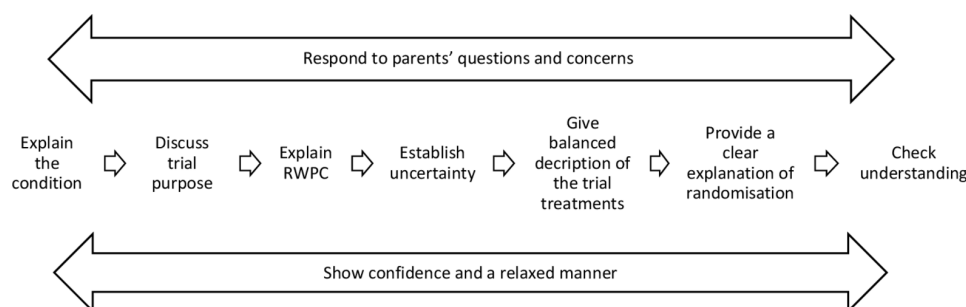 Respond to parents' questions and concerns
Explain
the
condition
Discuss
trial
purpose
Explain
RWPC
Establish
uncertainty
Give
balanced
decription of
the trial
treatments
Provide a
clear
explanation of
randomisation
Check
understanding
Show confidence and a relaxed manner